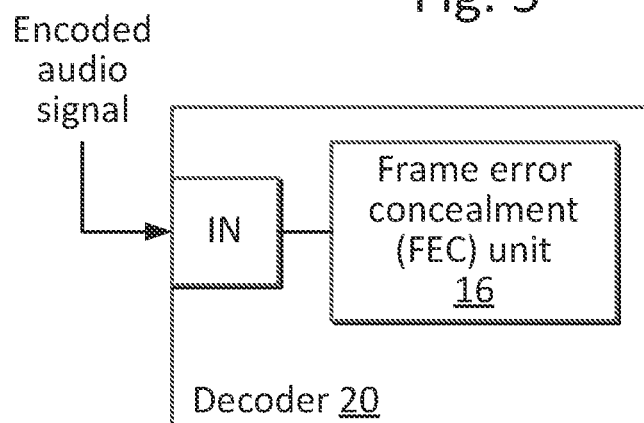 Encoded
audio
signal
IN
Frame error
concealment
(FEC) unit
16
Decoder 20